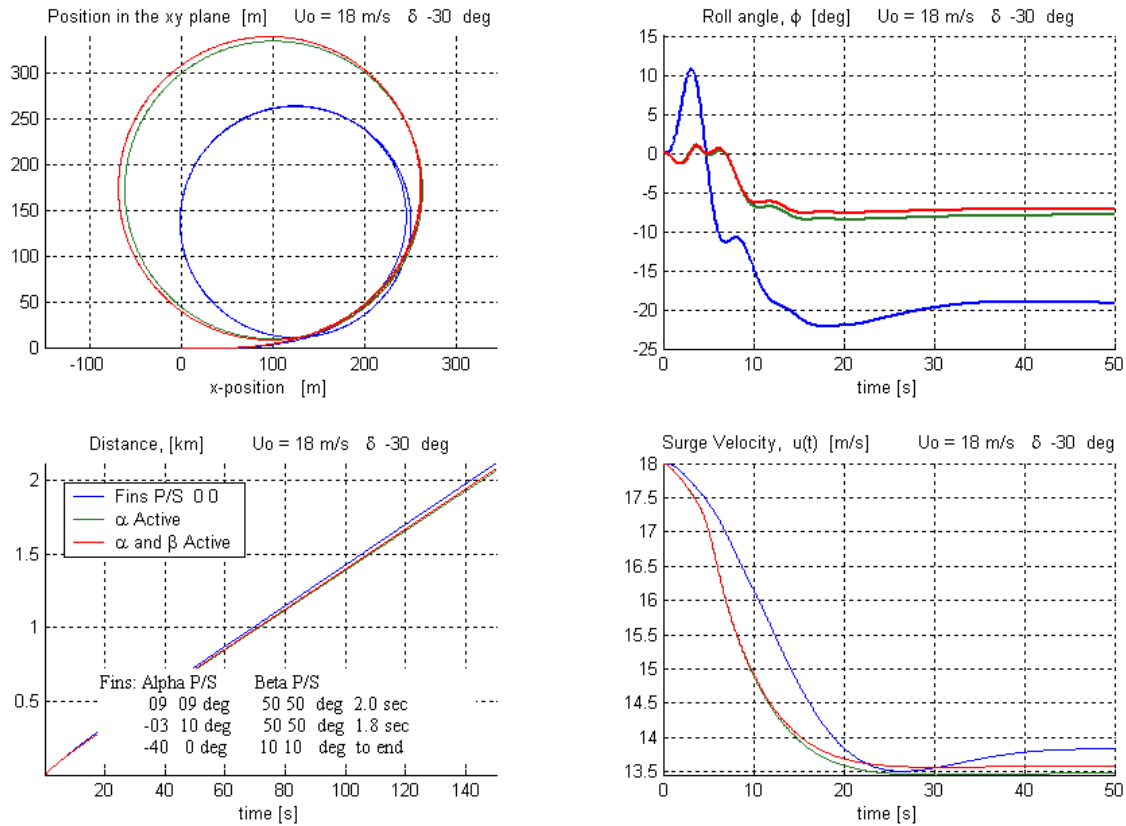 Position in the xy plane [m] Uo = 18 m/s δ -30 deg
300
250
200
150
100
50
0
-100 0 100 200 300
x-position [m]
Roll angle, ϕ [deg] Uo = 18 m/s δ -30 deg
15
10
5
0
-5
-10
-15
-20
-25
0 10 20 30 40 50
time [s]
Distance, [km] Uo = 18 m/s δ -30 deg
2
1.5
1
0.5
Fins P/S 0 0
α Active
α and β Active
Fins: Alpha P/S Beta P/S
09 09 deg 50 50 deg 2.0 sec
-03 10 deg 50 50 deg 1.8 sec
-40 0 deg 10 10 deg to end
20 40 60 80 100 120 140
time [s]
Surge Velocity, u(t) [m/s] Uo = 18 m/s δ -30 deg
18
17.5
17
16.5
16
15.5
15
14.5
14
13.5
0 10 20 30 40 50
time [s]